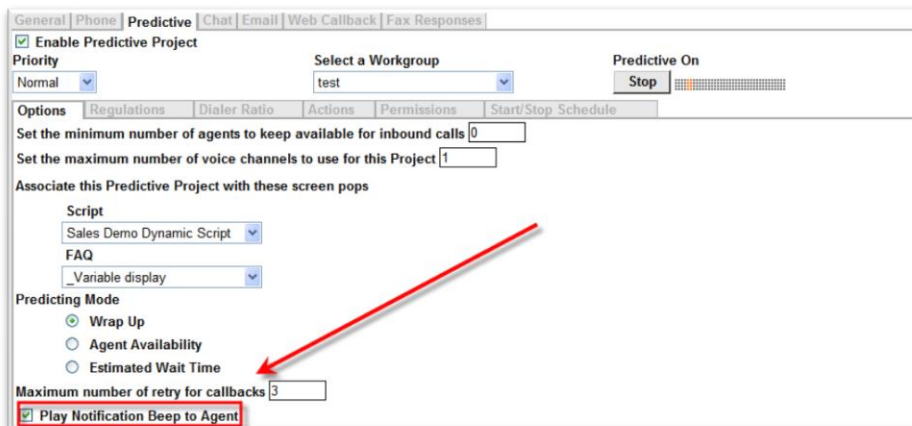 General Phone Predictive Chat Email Web Callback Fax Responses
Enable Predictive Project
Priority Select a Workgroup Predictive On
Normal test Stop
Options Regulations Dialer Ratio Actions Permissions Start/Stop Schedule
Set the minimum number of agents to keep available for inbound calls 0
Set the maximum number of voice channels to use for this Project 1
Associate this Predictive Project with these screen pops
Script
Sales Demo Dynamic Script
FAQ
_Variable display
Predicting Mode
Wrap Up
Agent Availability
Estimated Wait Time
Maximum number of retry for callbacks 3
Play Notification Beep to Agent